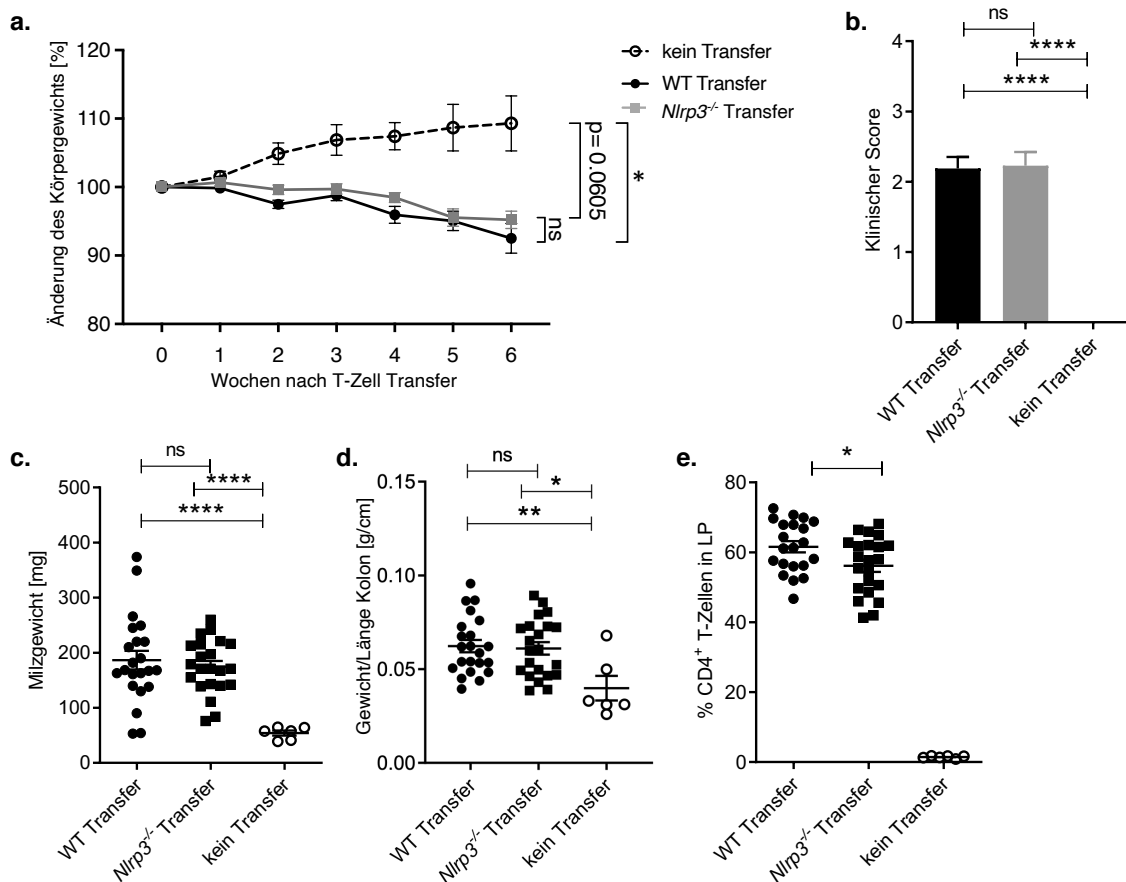 a.
Änderung des Körpergewichts [%]
120
110
100
90
80
0 1 2 3 4 5 6
Wochen nach T-Zell Transfer
kein Transfer
WT Transfer
Nlrp3-/- Transfer
ns
p= 0.0605
*
b.
Klinischer Score
4
3
2
1
0
ns
****
****
WT Transfer
Nlrp3-/- Transfer
kein Transfer
c.
Milzgewicht [mg]
500
400
300
200
100
0
ns
****
****
WT Transfer
Nlrp3-/- Transfer
kein Transfer
d.
Gewicht/Länge Kolon [g/cm]
0.15
0.10
0.05
0.00
ns
*
**
WT Transfer
Nlrp3-/- Transfer
kein Transfer
e.
% CD4+ T-Zellen in LP
80
60
40
20
0
*
WT Transfer
Nlrp3-/- Transfer
kein Transfer